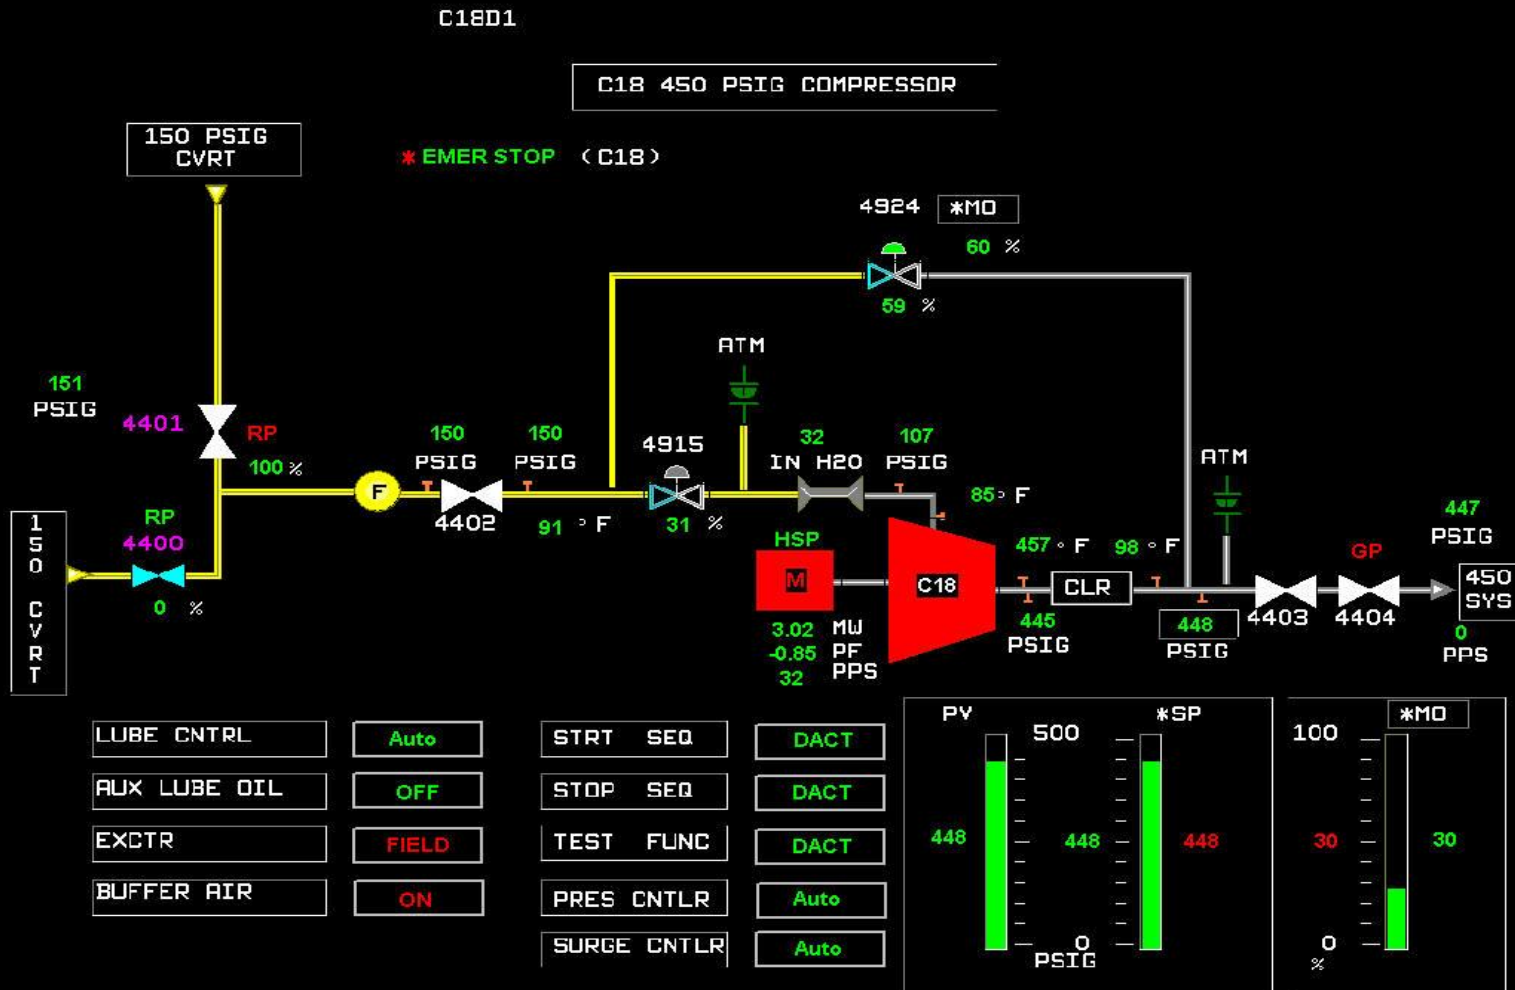 C18D1
C18 450 PSIG COMPRESSOR
150 PSIG
CVRT
* EMER STOP (C18)
4924 *MO
60 %
59 %
ATM
151
PSIG
4401
RP
100 %
150
PSIG
150
PSIG
4915
32
IN H2O
107
PSIG
ATM
F
4402
91 ° F
31 %
85 ° F
150 CVRT
RP
4400
0 %
HSP
M
C18
457 ° F
98 ° F
CLR
GP
447
PSIG
450
SYS
3.02 MW
-0.85 PF
32 PPS
445
PSIG
448
PSIG
4403
4404
0
PPS
LUBE CNTRL Auto
AUX LUBE OIL OFF
EXCTR FIELD
BUFFER AIR ON
STRT SEQ DACT
STOP SEQ DACT
TEST FUNC DACT
PRES CNTLR Auto
SURGE CNTLR Auto
PV *SP
500
448 448 448
0
PSIG
*MO
100
30 30
0
%